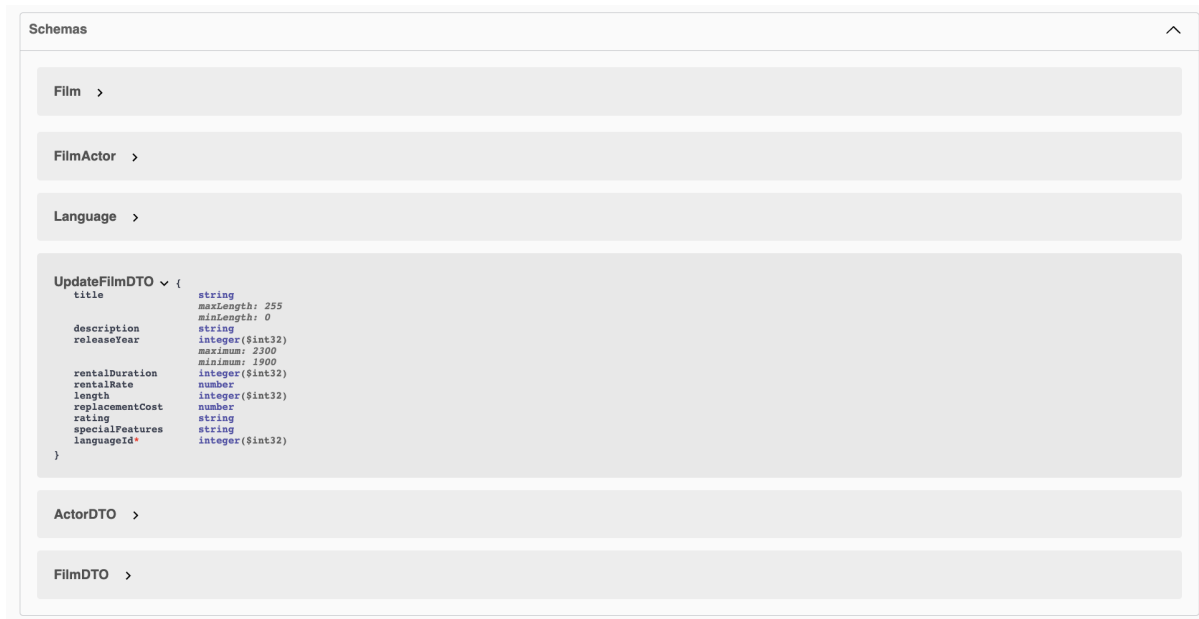 Schemas
Film
FilmActor
Language
UpdateFilmDTO {
title string
maxLength: 255
minLength: 0
description string
releaseYear integer($int32)
maximum: 2300
minimum: 1900
rentalDuration integer($int32)
rentalRate number
length integer($int32)
replacementCost number
rating string
specialFeatures string
languageId* integer($int32)
}
ActorDTO
FilmDTO